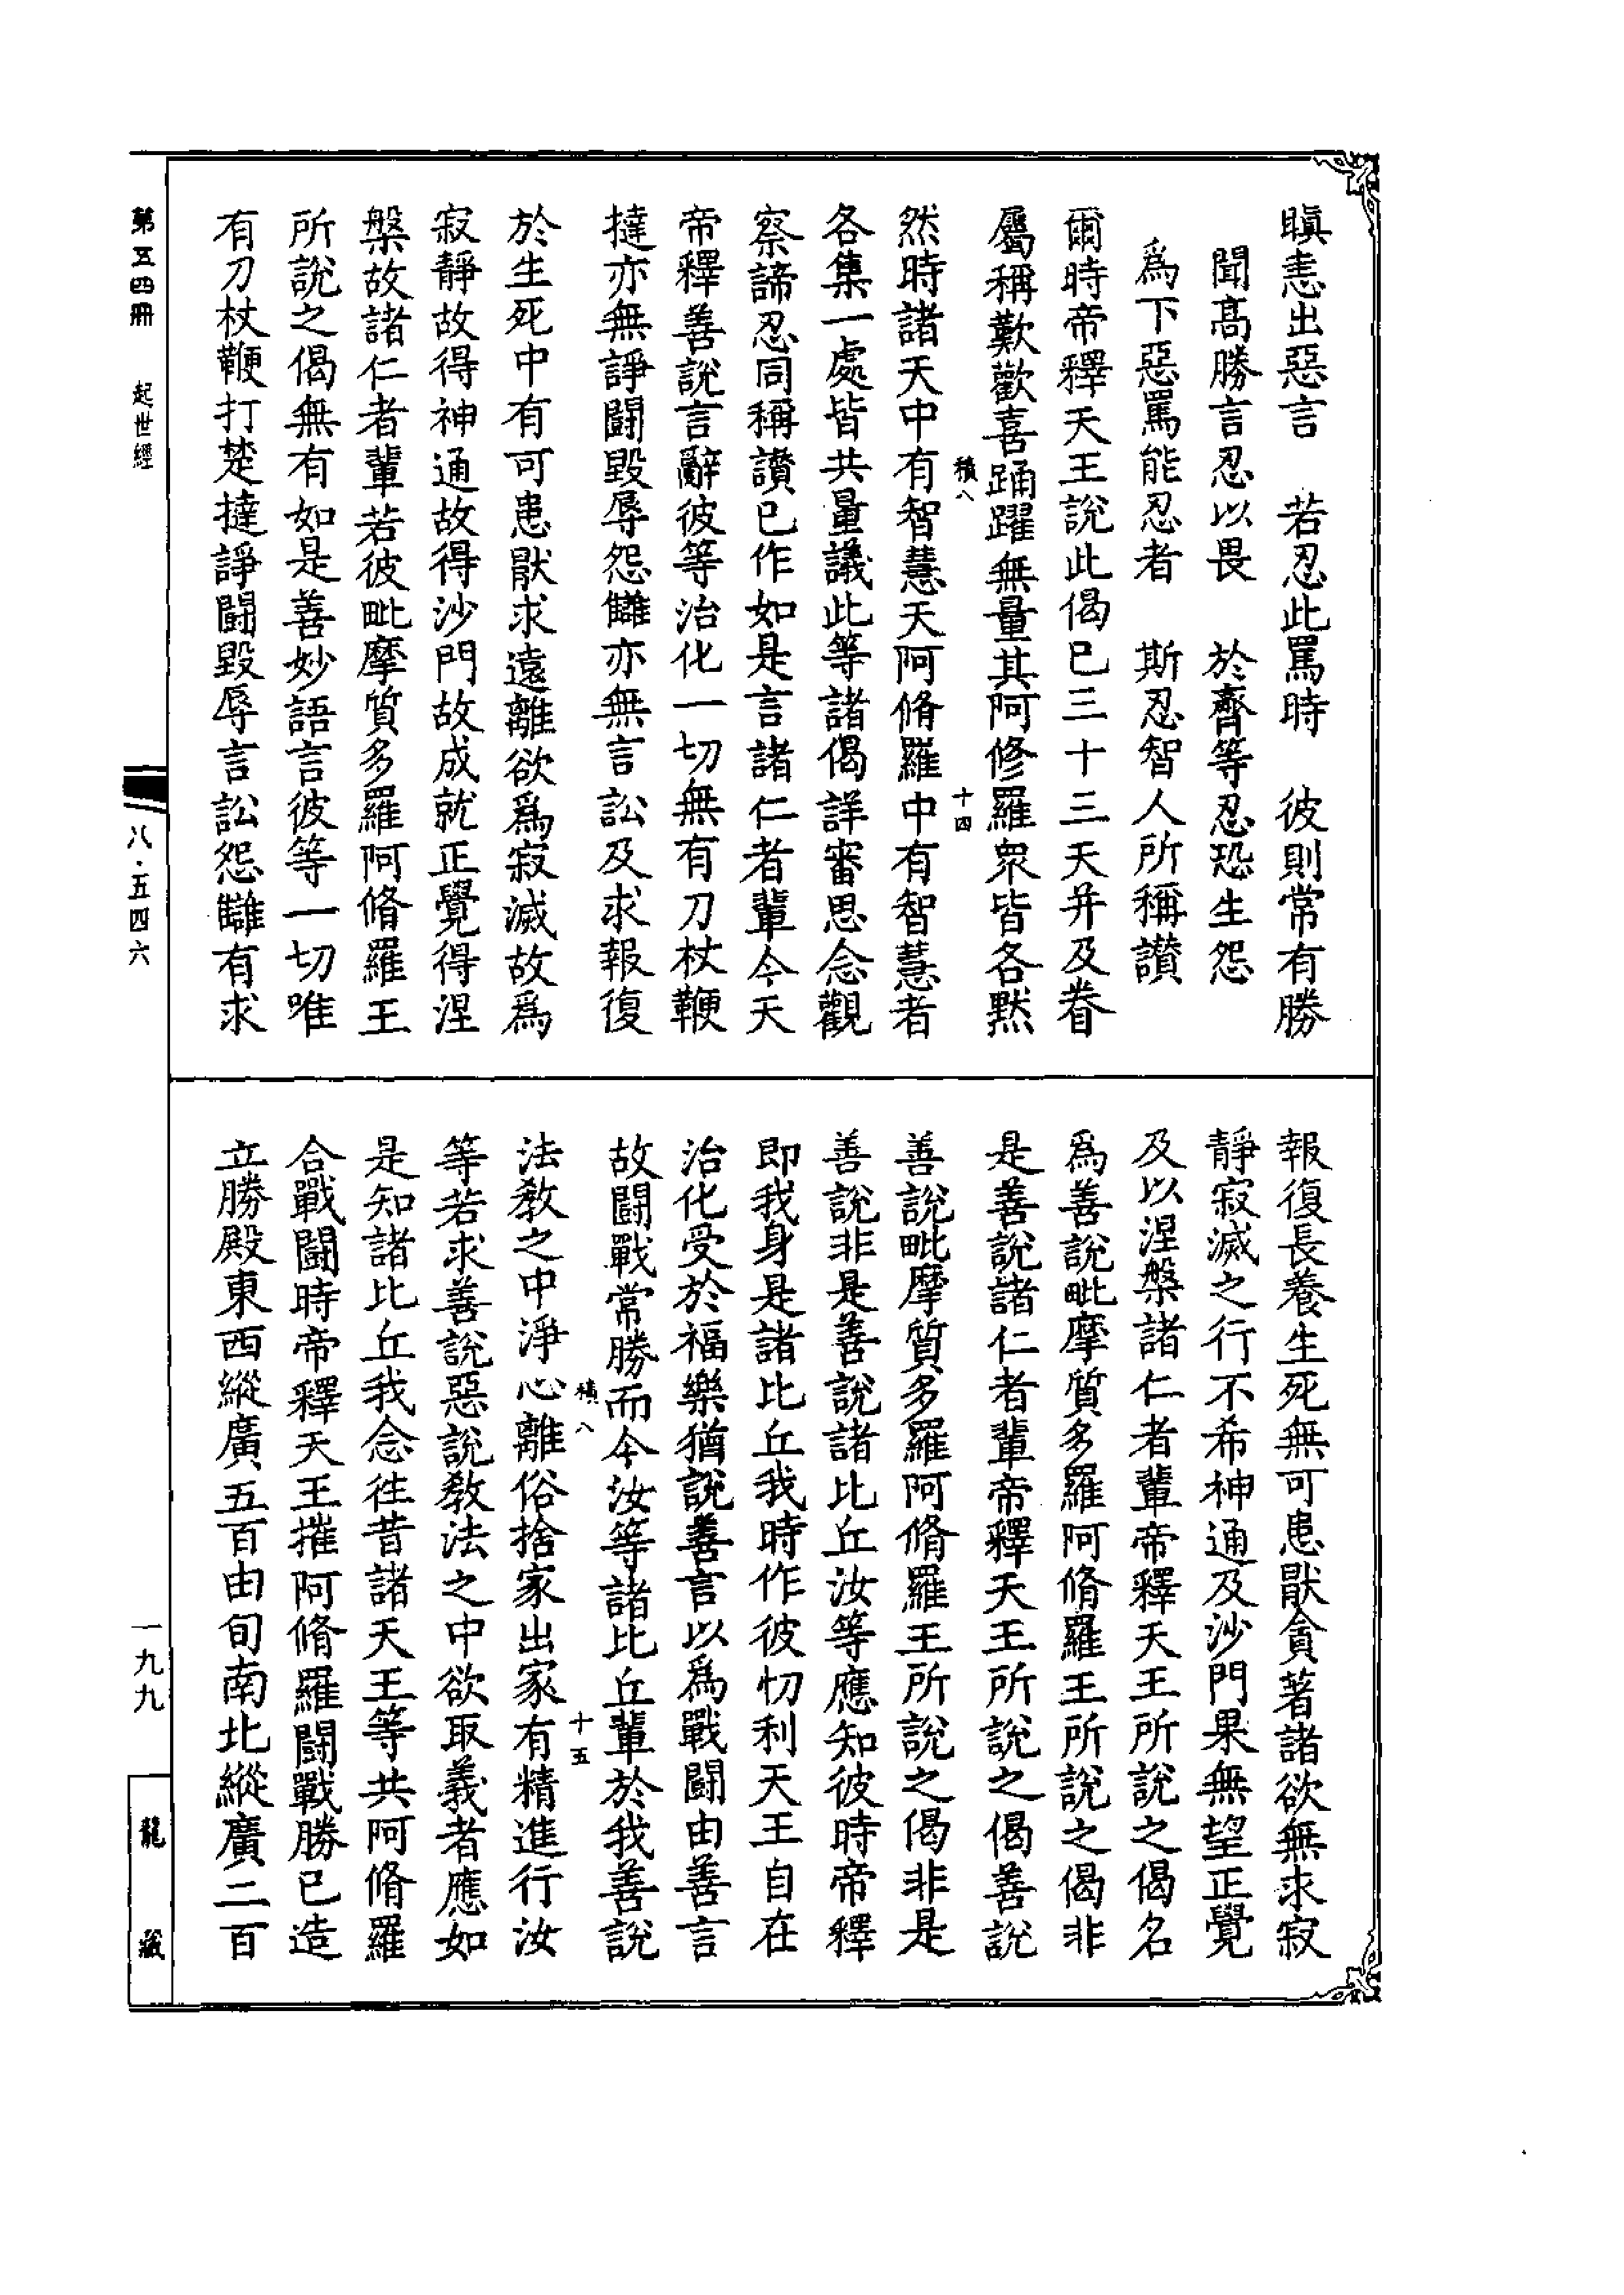 瞋恚出惡言　若忍此罵時　彼則常有勝
聞高勝言忍以畏　於齊等忍恐生怨
爲下惡罵能忍者　斯忍智人所稱讃
爾時帝釋天王說此偈已三十三天并及眷
屬稱歎歡喜踊躍無量其阿修羅眾皆各黙
積八
十四
然時諸天中有智慧天阿脩羅中有智慧者
各集一處皆共量議此等諸偈詳審思念觀
察諦忍同稱讃已作如是言諸仁者輩今天
帝釋善說言辭彼等治化一切無有刀杖鞭
撻亦無諍鬬毀辱怨讎亦無言訟及求報復
於生死中有可患猒求遠離欲爲寂滅故爲
寂靜故得神通故得沙門故成就正覺得涅
槃故諸仁者輩若彼毗摩質多羅阿脩羅王
所說之偈無有如是善妙語言彼等一切唯
有刀杖鞭打楚撻諍鬬毀辱言訟怨讎有求
報復長養生死無可患猒貪著諸欲無求寂
靜寂滅之行不希神通及沙門果無望正覺
及以涅槃諸仁者輩帝釋天王所說之偈名
爲善說毗摩質多羅阿脩羅王所說之偈非
是善說諸仁者輩帝釋天王所說之偈善說
善說毗摩質多羅阿脩羅王所說之偈非是
善說非是善說諸比丘汝等應知彼時帝釋
即我身是諸比丘我時作彼忉利天王自在
治化受於福樂猶說善言以爲戰鬬由善言
故鬬戰常勝而今汝等諸比丘輩於我善說
積八
十五
法教之中淨心離俗捨家出家有精進行汝
等若求善說惡說教法之中欲取義者應如
是知諸比丘我念往昔諸天王等共阿脩羅
合戰鬬時帝釋天王摧阿脩羅鬬戰勝已造
立勝殿東西縱廣五百由旬南北縱廣二百
第五四冊　起世經
八·五四六
一九九
龍藏